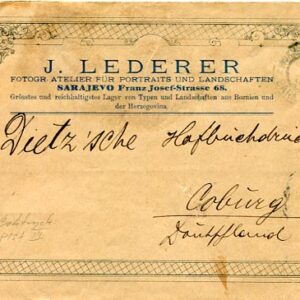 J. LEDERER
FOTOGR. ATELIER FÜR PORTRAITS UND LANDSCHAFTEN
SARAJEVO Franz Josef-Strasse 68.
Grösstes und reichhaltigstes Lager von Typen und Landschaften aus Bosnien und
der Herzegovina
Dietz'sche Hofbuchdruc
Coburg
Deutschland